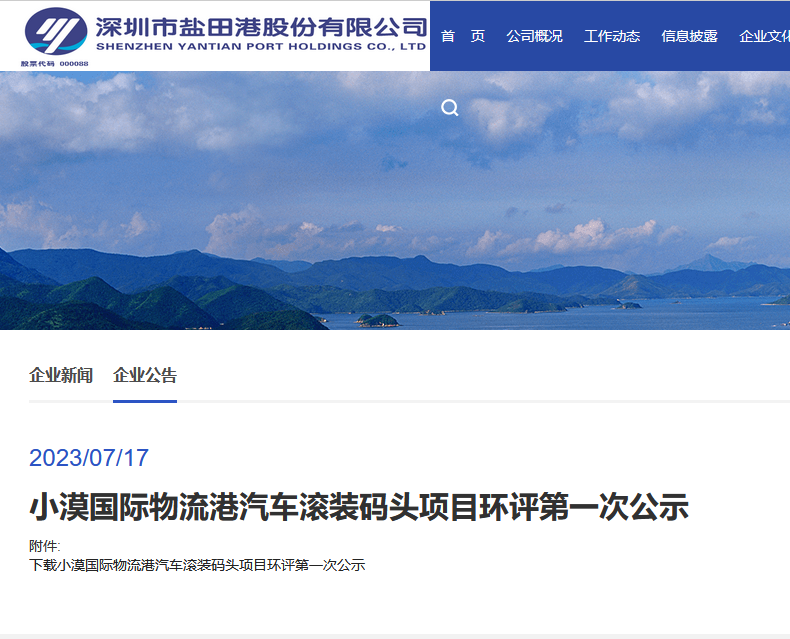 深圳市盐田港股份有限公司
SHENZHEN YANTIAN PORT HOLDINGS CO., LTD
股票代码 000088
首 页 公司概况 工作动态 信息披露 企业文化
企业新闻 企业公告
2023/07/17
小漠国际物流港汽车滚装码头项目环评第一次公示
附件:
下载小漠国际物流港汽车滚装码头项目环评第一次公示